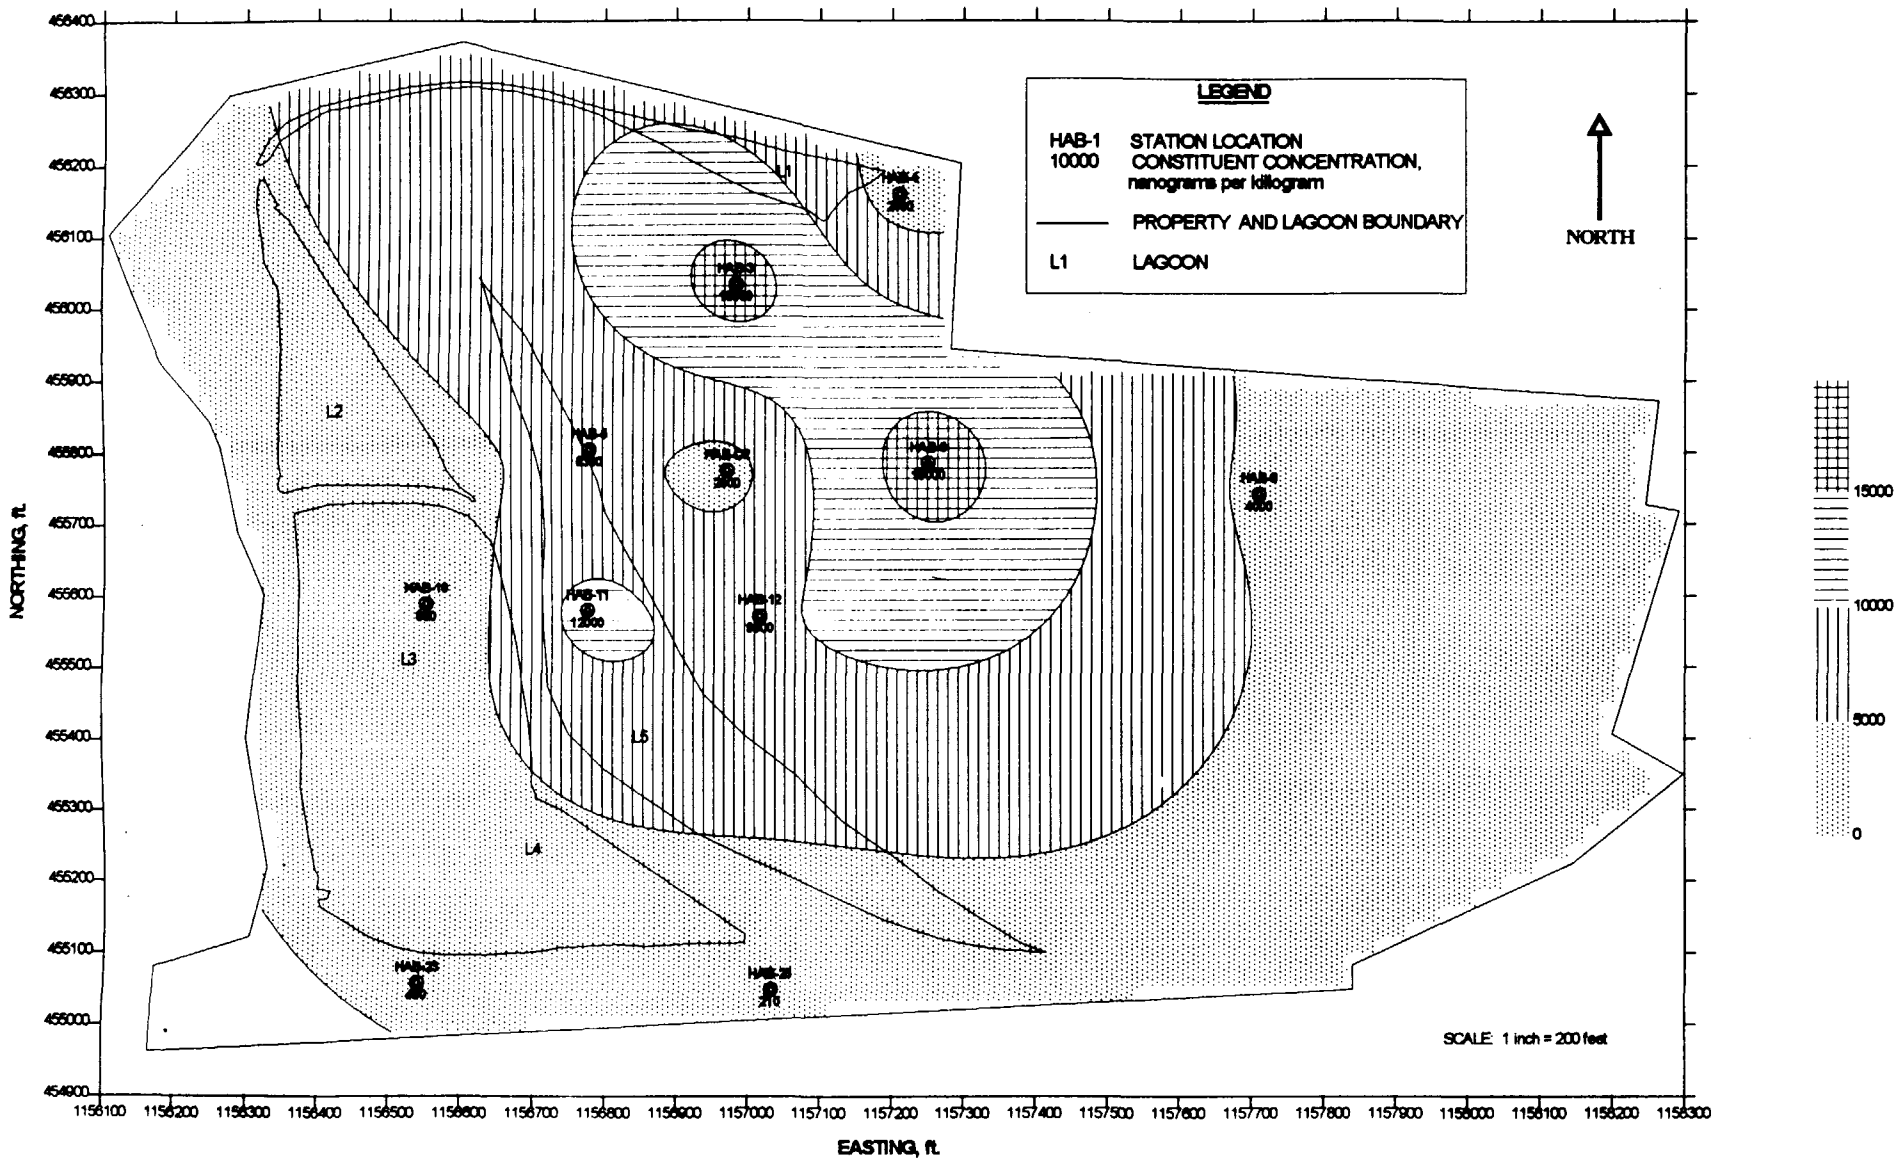 456400
456300
456200
456100
456000
455900
455800
455700
455600
455500
455400
455300
455200
455100
455000
454900
NORTHING, ft.
LEGEND
HAB-1 STATION LOCATION
10000 CONSTITUENT CONCENTRATION,
nanograms per killogram
PROPERTY AND LAGOON BOUNDARY
L1 LAGOON
NORTH
L1
HAB-3
L2
HAB-12
HAB-11
12000
4000
L3
L5
L4
HAB-23
210
15000
10000
5000
0
SCALE: 1 inch = 200 feet
1156100 1156200 1156300 1156400 1156500 1156600 1156700 1156800 1156900 1157000 1157100 1157200 1157300 1157400 1157500 1157600 1157700 1157800 1157900 1158000 1158100 1158200 1158300
EASTING, ft.